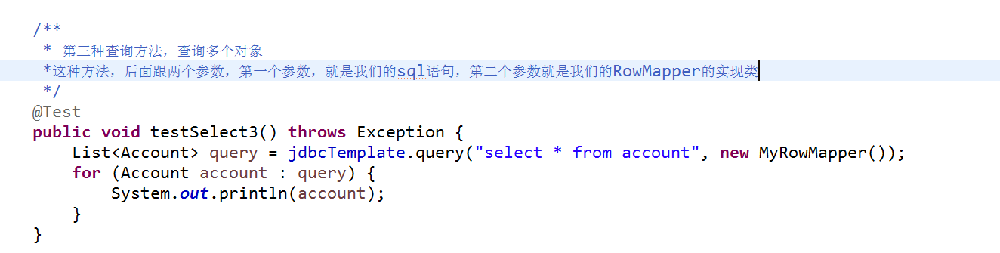 /**
 * 第三种查询方法，查询多个对象
 *这种方法，后面跟两个参数，第一个参数，就是我们的sql语句，第二个参数就是我们的RowMapper的实现类
 */
@Test
public void testSelect3() throws Exception {
    List<Account> query = jdbcTemplate.query("select * from account", new MyRowMapper());
    for (Account account : query) {
        System.out.println(account);
    }
}